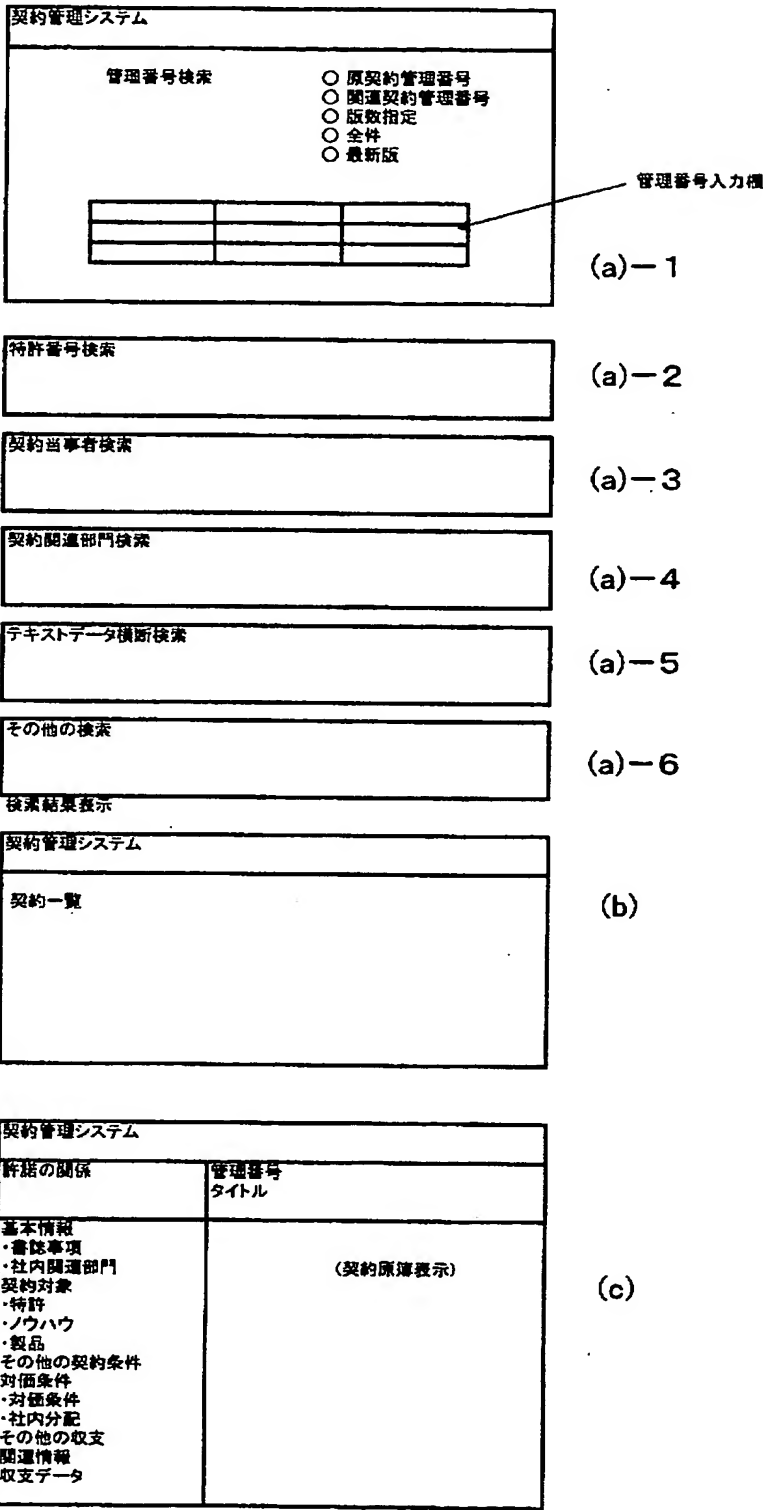 契約管理システム
管理番号検索
○ 原契約管理番号
○ 関連契約管理番号
○ 版数指定
○ 全件
○ 最新版
管理番号入力欄
(a)－1
特許番号検索
(a)－2
契約当事者検索
(a)－3
契約関連部門検索
(a)－4
テキストデータ横断検索
(a)－5
その他の検索
(a)－6
検索結果表示
契約管理システム
契約一覧
(b)
契約管理システム
許諾の関係
管理番号
タイトル
基本情報
・書誌事項
・社内関連部門
契約対象
・特許
・ノウハウ
・製品
その他の契約条件
対価条件
・対価条件
・社内分配
その他の収支
関連情報
収支データ
(契約原簿表示)
(c)